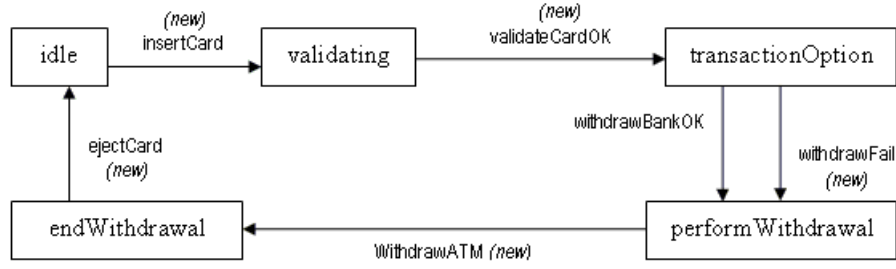 (new)
insertCard
(new)
validateCardOK
idle
validating
transactionOption
withdrawBankOK
withdrawFail
(new)
ejectCard
(new)
endWithdrawal
performWithdrawal
WithdrawATM (new)